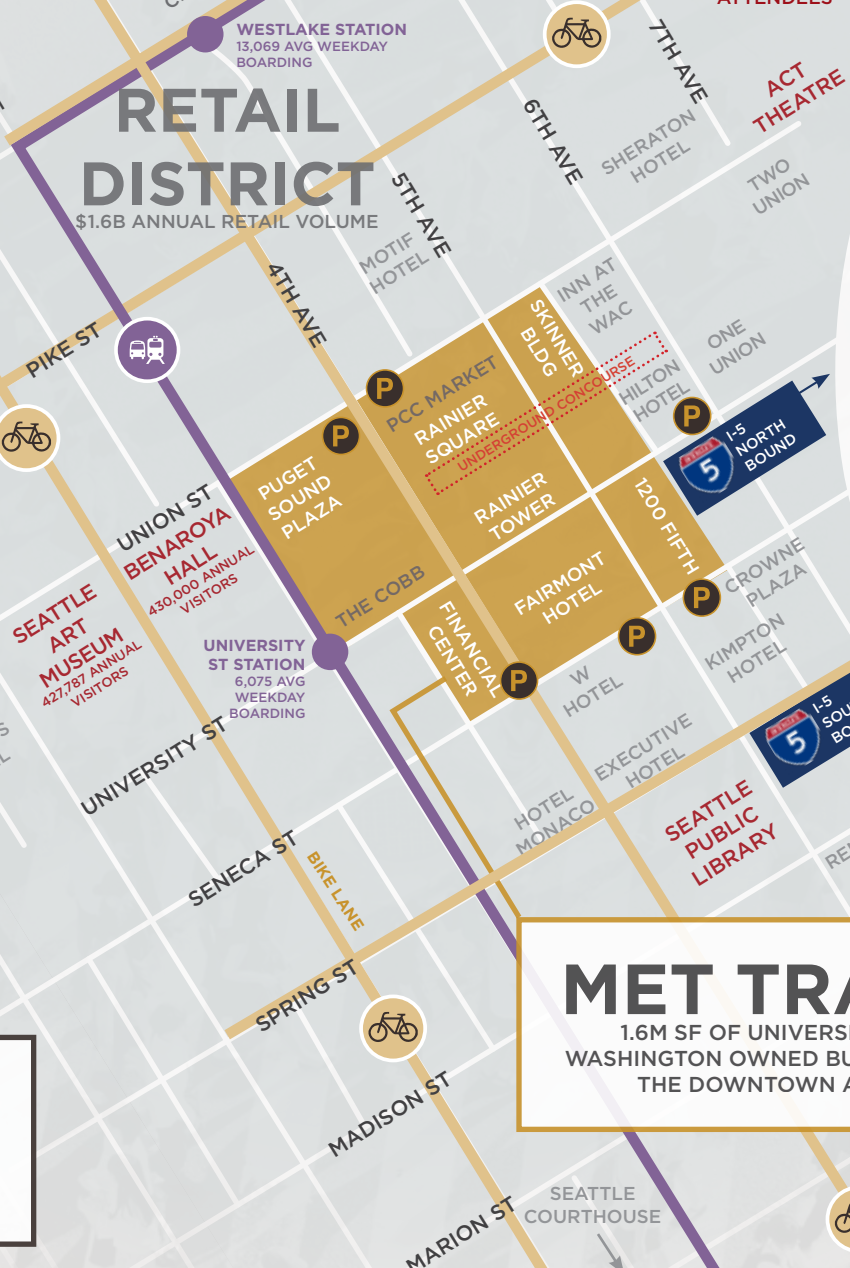 ATTENDEES
WESTLAKE STATION
13,069 AVG WEEKDAY
BOARDING
7TH AVE
ACT
THEATRE
RETAIL
DISTRICT
$1.6B ANNUAL RETAIL VOLUME
6TH AVE
SHERATON
HOTEL
TWO
UNION
5TH AVE
MOTIF
HOTEL
4TH AVE
INN AT
THE
WAC
SKINNER
BLDG
PIKE ST
ONE
UNION
PCC MARKET
RAINIER
SQUARE
UNDERGROUND CONCOURSE
HILTON
HOTEL
P
P
P
I-5
NORTH
BOUND
5
PUGET
SOUND
PLAZA
RAINIER
TOWER
1200 FIFTH
UNION ST
BENAROYA
HALL
430,000 ANNUAL
VISITORS
THE COBB
FAIRMONT
HOTEL
CROWNE
PLAZA
P
P
P
SEATTLE
ART
MUSEUM
427,787 ANNUAL
VISITORS
UNIVERSITY
ST STATION
6,075 AVG
WEEKDAY
BOARDING
FINANCIAL
CENTER
W
HOTEL
KIMPTON
HOTEL
I-5
5
UNIVERSITY ST
EXECUTIVE
HOTEL
HOTEL
MONACO
SEATTLE
PUBLIC
LIBRARY
SENECA ST
BIKE LANE
SPRING ST
MET TRA
1.6M SF OF UNIVERSI
WASHINGTON OWNED BU
THE DOWNTOWN A
MADISON ST
SEATTLE
COURTHOUSE
MARION ST